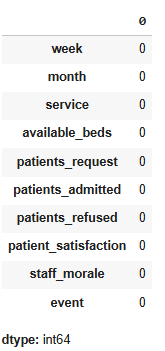 0
week 0
month 0
service 0
available_beds 0
patients_request 0
patients_admitted 0
patients_refused 0
patient_satisfaction 0
staff_morale 0
event 0
dtype: int64